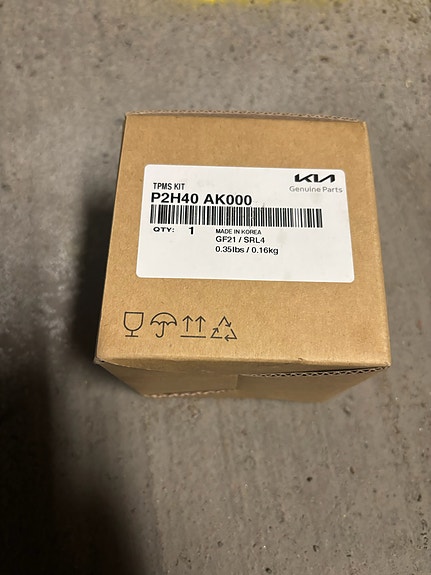 KIA
Genuine Parts
TPMS KIT
P2H40 AK000
QTY: 1
MADE IN KOREA
GF21 / SRL4
0.35lbs / 0.16kg